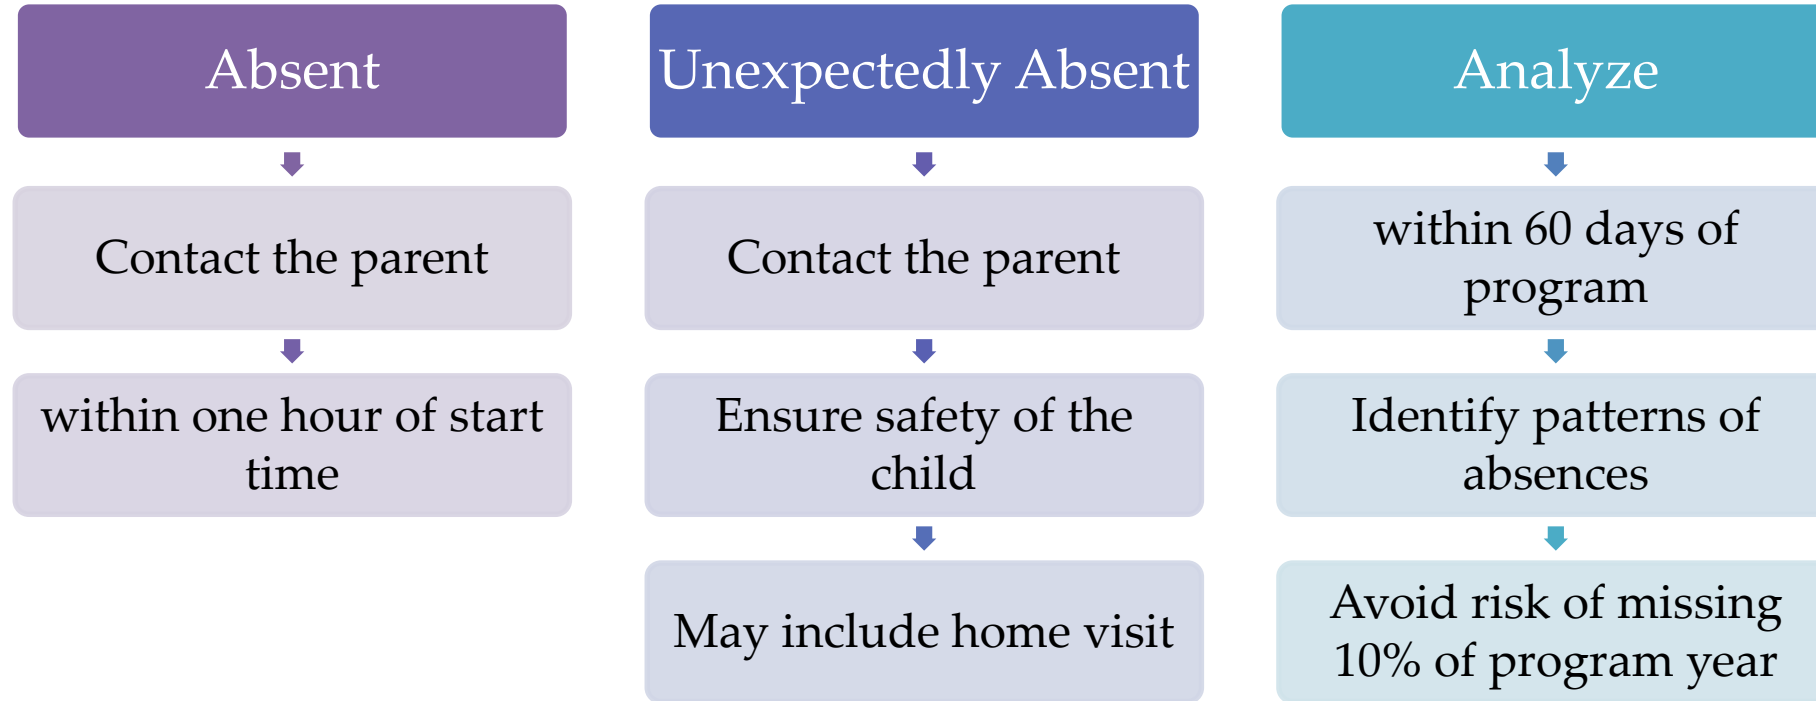 Absent
Contact the parent
within one hour of start
time
Unexpectedly Absent
Contact the parent
Ensure safety of the
child
May include home visit
Analyze
within 60 days of
program
Identify patterns of
absences
Avoid risk of missing
10% of program year